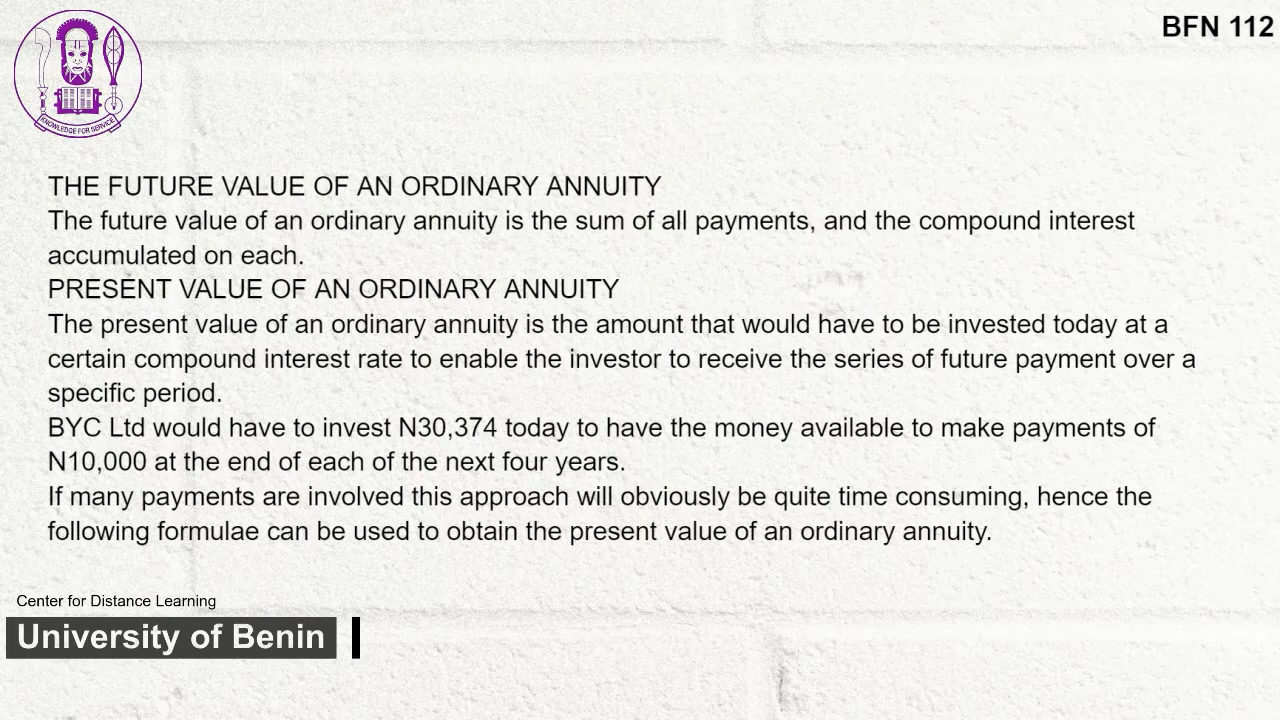 BFN 112
KNOWLEDGE FOR SERVICE
THE FUTURE VALUE OF AN ORDINARY ANNUITY
The future value of an ordinary annuity is the sum of all payments, and the compound interest
accumulated on each.
PRESENT VALUE OF AN ORDINARY ANNUITY
The present value of an ordinary annuity is the amount that would have to be invested today at a
certain compound interest rate to enable the investor to receive the series of future payment over a
specific period.
BYC Ltd would have to invest N30,374 today to have the money available to make payments of
N10,000 at the end of each of the next four years.
If many payments are involved this approach will obviously be quite time consuming, hence the
following formulae can be used to obtain the present value of an ordinary annuity.
Center for Distance Learning
University of Benin